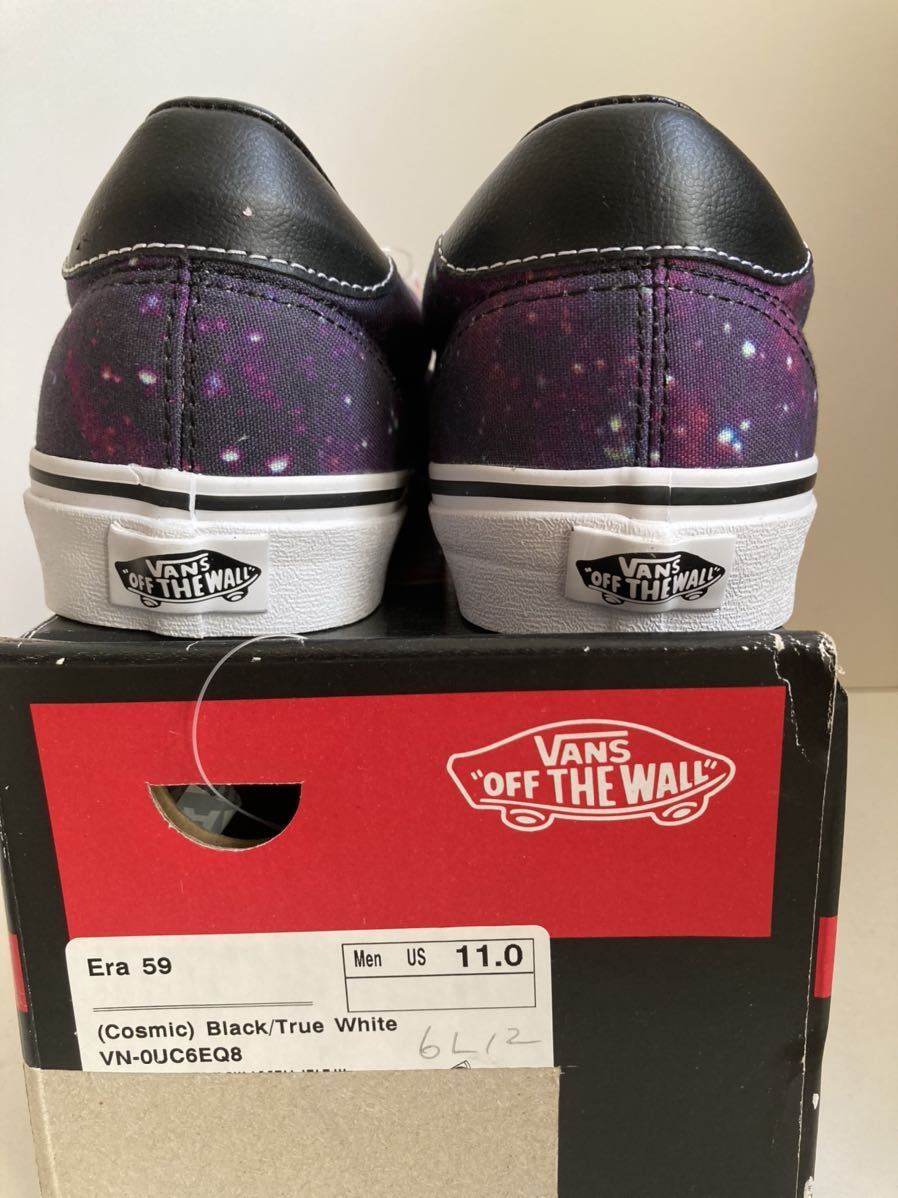 VANS
"OFF THE WALL"
VANS
"OFF THE WALL"
VANS
"OFF THE WALL"
Era 59
Men US 11.0
(Cosmic) Black/True White
VN-0UC6EQ8
6L12